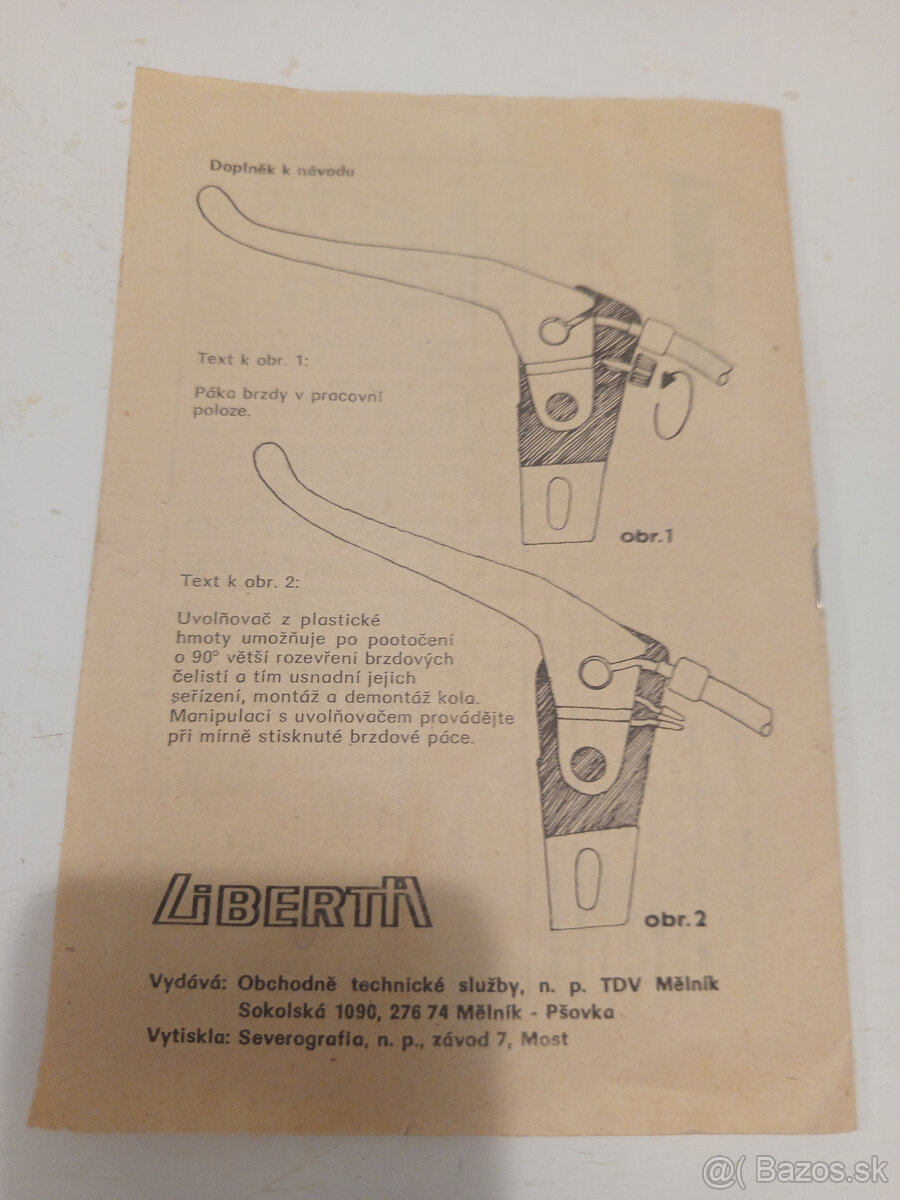 Doplněk k návodu
Text k obr. 1:
Páka brzdy v pracovní
poloze.
obr.1
Text k obr. 2:
Uvolňovač z plastické
hmoty umožňuje po pootočení
o 90° větší rozevření brzdových
čelistí a tím usnadní jejich
seřízení, montáž a demontáž kola.
Manipulaci s uvolňovačem provádějte
při mírně stisknuté brzdové páce.
obr.2
LIBERTA
Vydává: Obchodně technické služby, n. p. TDV Mělník
Sokolská 1090, 276 74 Mělník - Pšovka
Vytiskla: Severografia, n. p., závod 7, Most
@( Bazos.sk